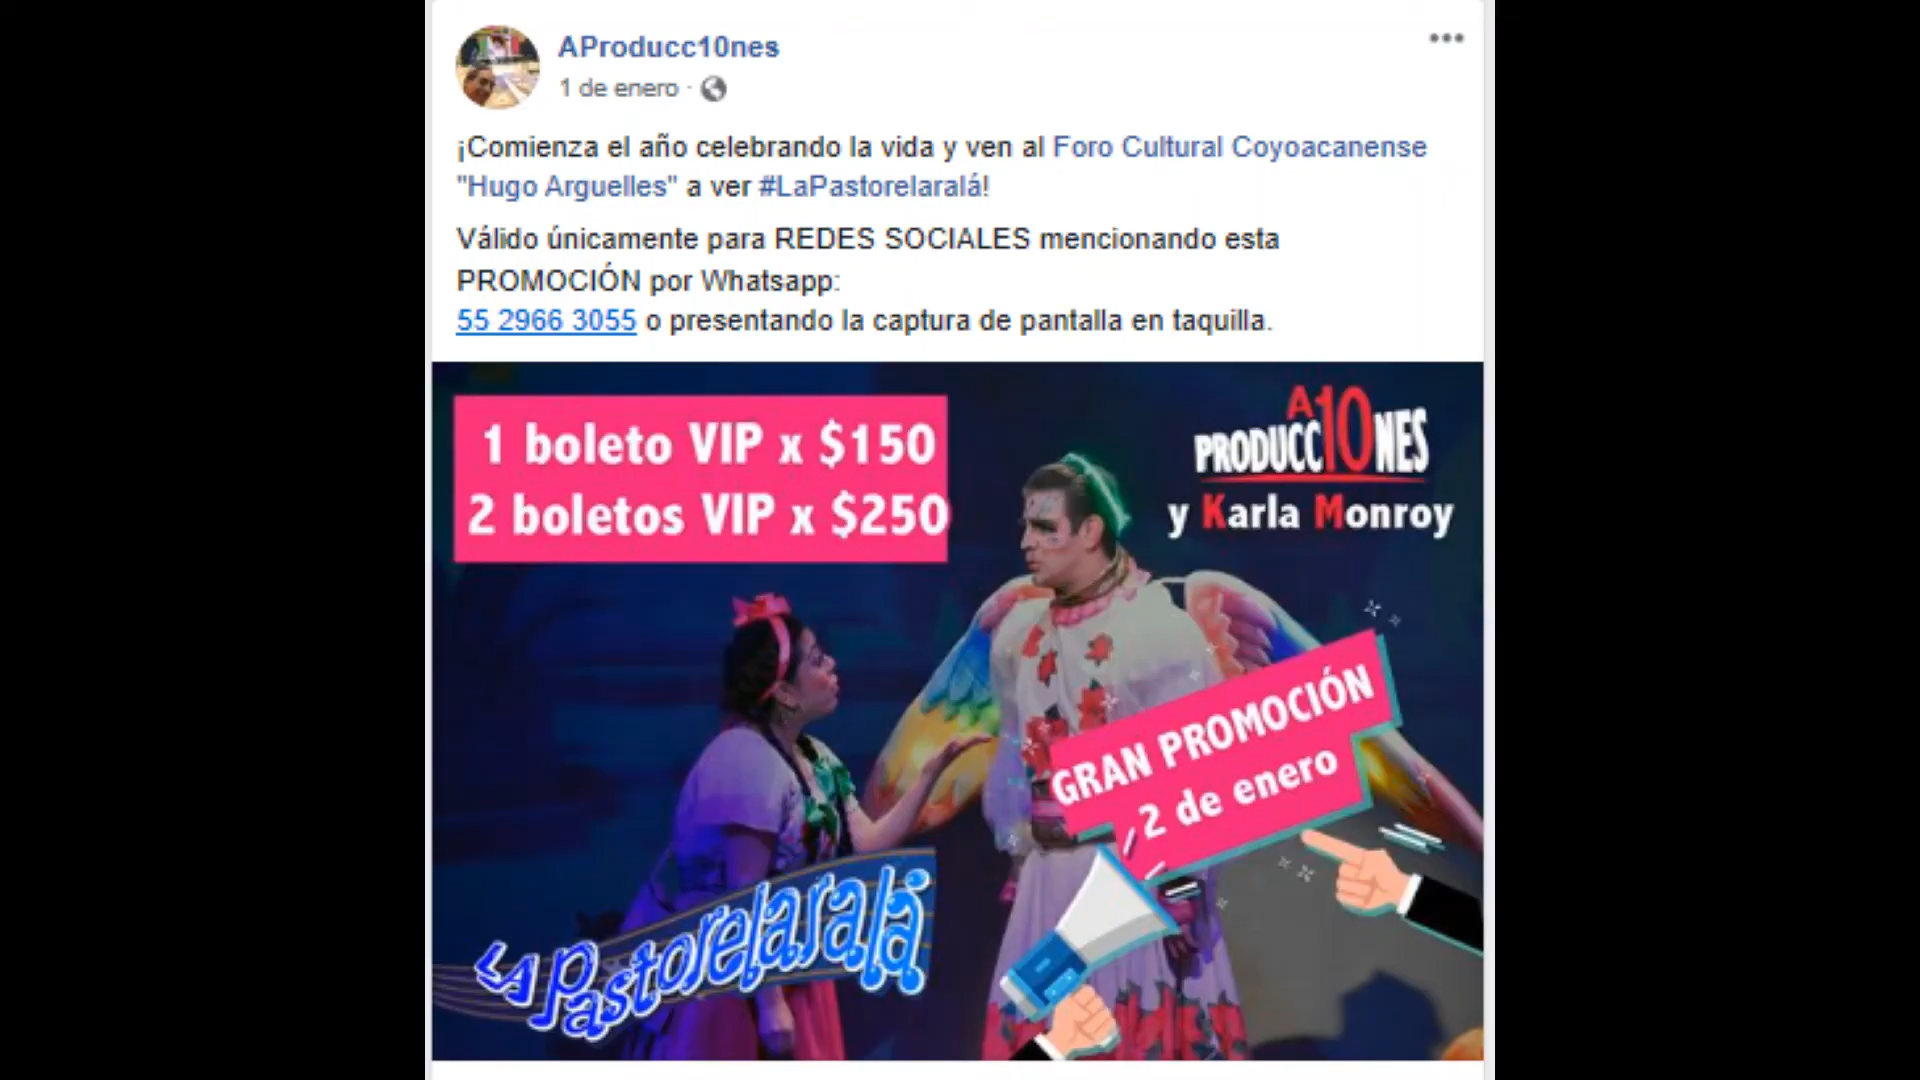 AProducc10nes
1 de enero ·
¡Comienza el año celebrando la vida y ven al Foro Cultural Coyoacanense
"Hugo Arguelles" a ver #LaPastorelaralá!
Válido únicamente para REDES SOCIALES mencionando esta
PROMOCIÓN por Whatsapp:
55 2966 3055 o presentando la captura de pantalla en taquilla.
1 boleto VIP x $150
2 boletos VIP x $250
A10
PRODUCC10NES
y Karla Monroy
GRAN PROMOCIÓN
2 de enero
LA Pastorelaralá